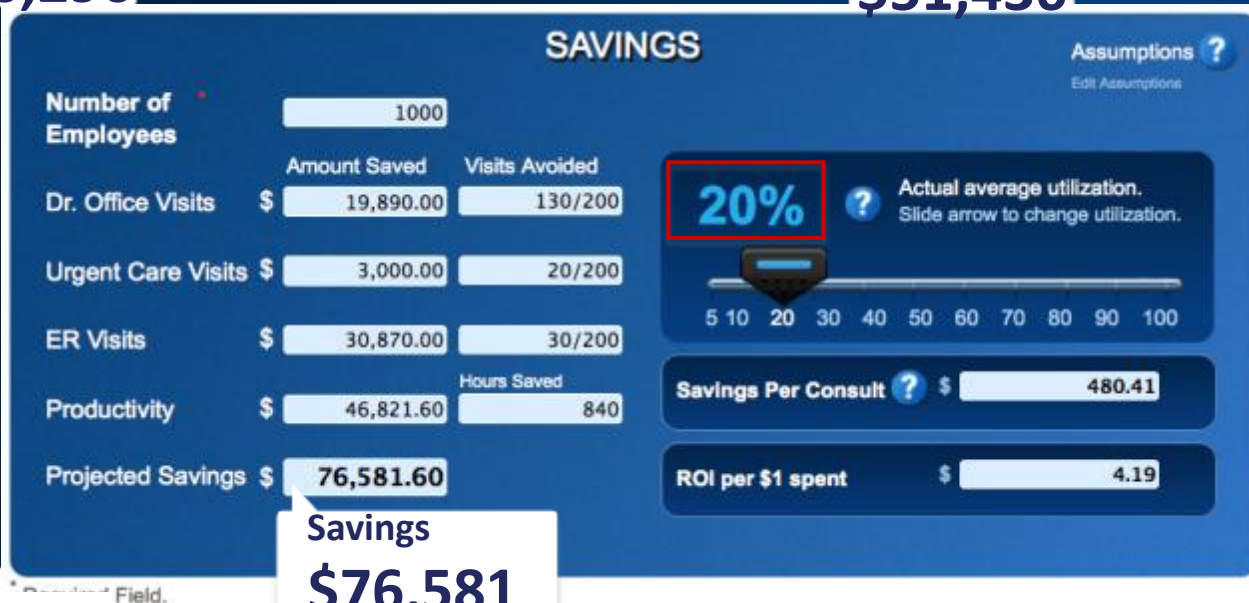 $31,430
SAVINGS
Assumptions ?
Edit Assumptions
Number of *
Employees
1000
Amount Saved Visits Avoided
Dr. Office Visits $ 19,890.00 130/200
Urgent Care Visits $ 3,000.00 20/200
ER Visits $ 30,870.00 30/200
Hours Saved
Productivity $ 46,821.60 840
Projected Savings $ 76,581.60
20% ? Actual average utilization.
Slide arrow to change utilization.
5 10 20 30 40 50 60 70 80 90 100
Savings Per Consult ? $ 480.41
ROI per $1 spent $ 4.19
Savings
$76,581
* Required Field.